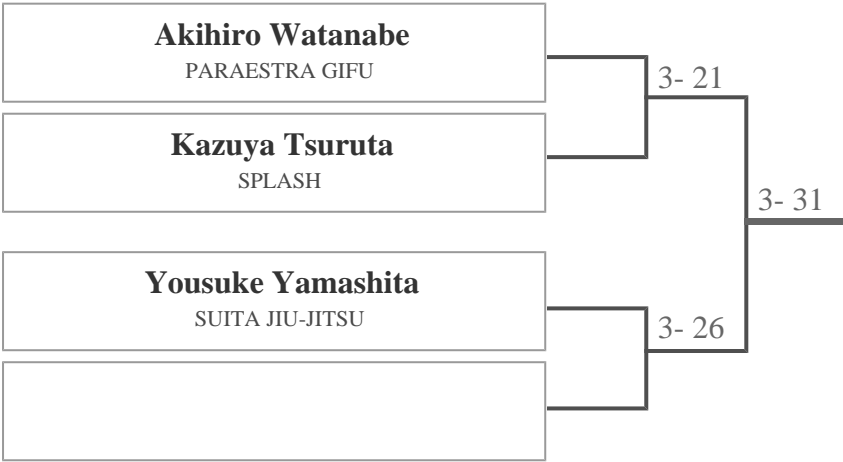 Akihiro Watanabe
PARAESTRA GIFU
3- 21
Kazuya Tsuruta
SPLASH
3- 31
Yousuke Yamashita
SUITA JIU-JITSU
3- 26